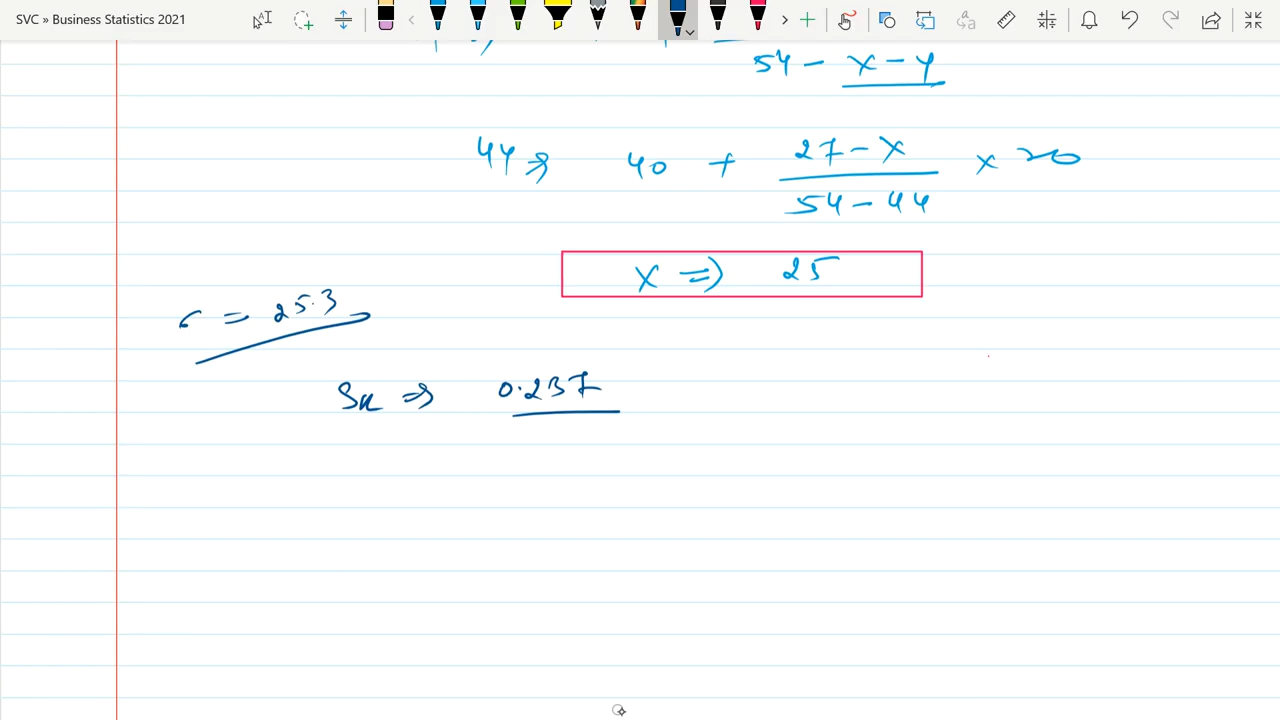 SVC » Business Statistics 2021
54 - x - y
44 ⇒ 40 + 27 - x / 54 - 44 × 20
x ⇒ 25
σ = 25.3
Sk ⇒ 0.237